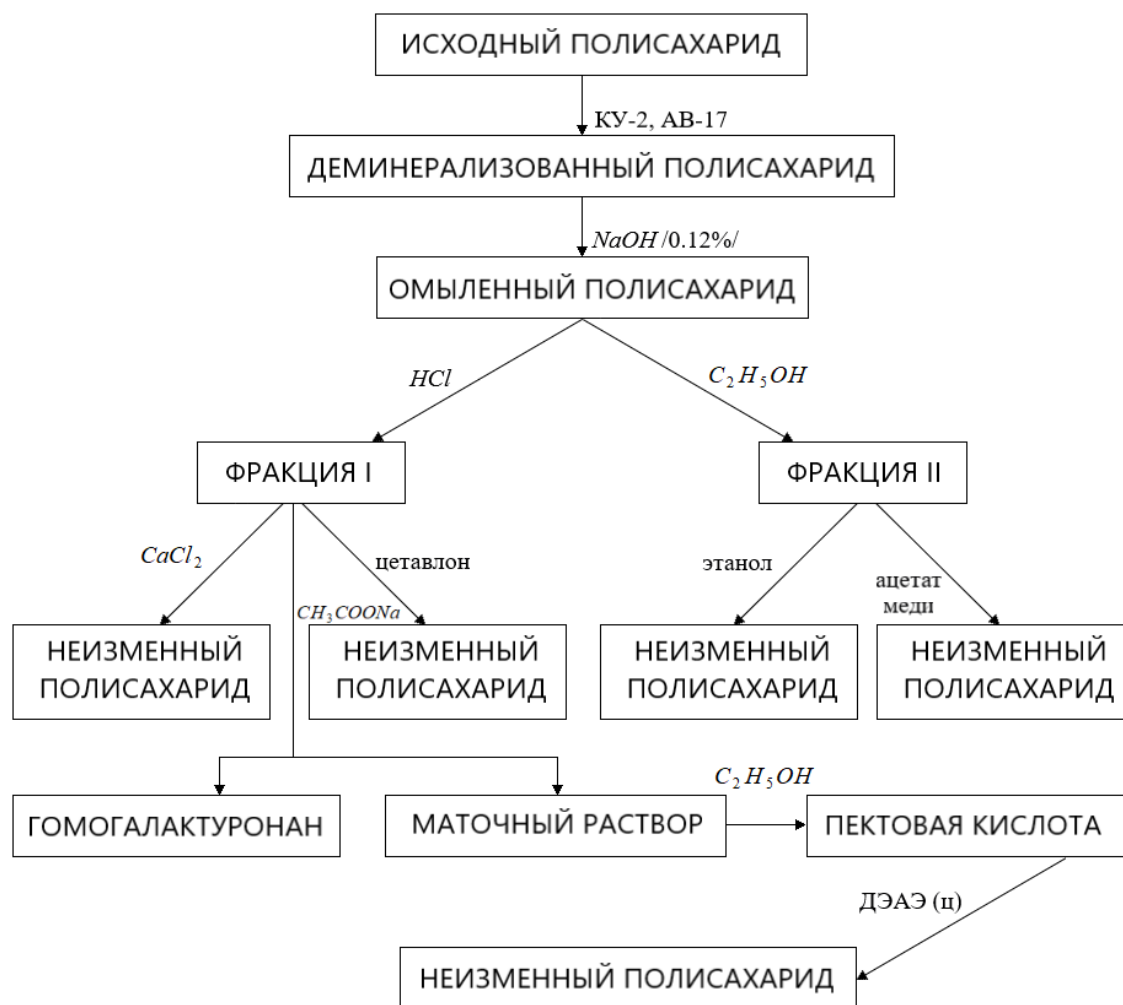 ИСХОДНЫЙ ПОЛИСАХАРИД
КУ-2, АВ-17
ДЕМИНЕРАЛИЗОВАННЫЙ ПОЛИСАХАРИД
NaOH /0.12%/
ОМЫЛЕННЫЙ ПОЛИСАХАРИД
HCl
C₂H₅OH
ФРАКЦИЯ I
ФРАКЦИЯ II
CaCl₂
цетавлон
этанол
ацетат
меди
CH₃COONa
НЕИЗМЕННЫЙ
ПОЛИСАХАРИД
НЕИЗМЕННЫЙ
ПОЛИСАХАРИД
НЕИЗМЕННЫЙ
ПОЛИСАХАРИД
НЕИЗМЕННЫЙ
ПОЛИСАХАРИД
C₂H₅OH
ГОМОГАЛАКТУРОНАН
МАТОЧНЫЙ РАСТВОР
ПЕКТОВАЯ КИСЛОТА
ДЭАЭ (ц)
НЕИЗМЕННЫЙ ПОЛИСАХАРИД